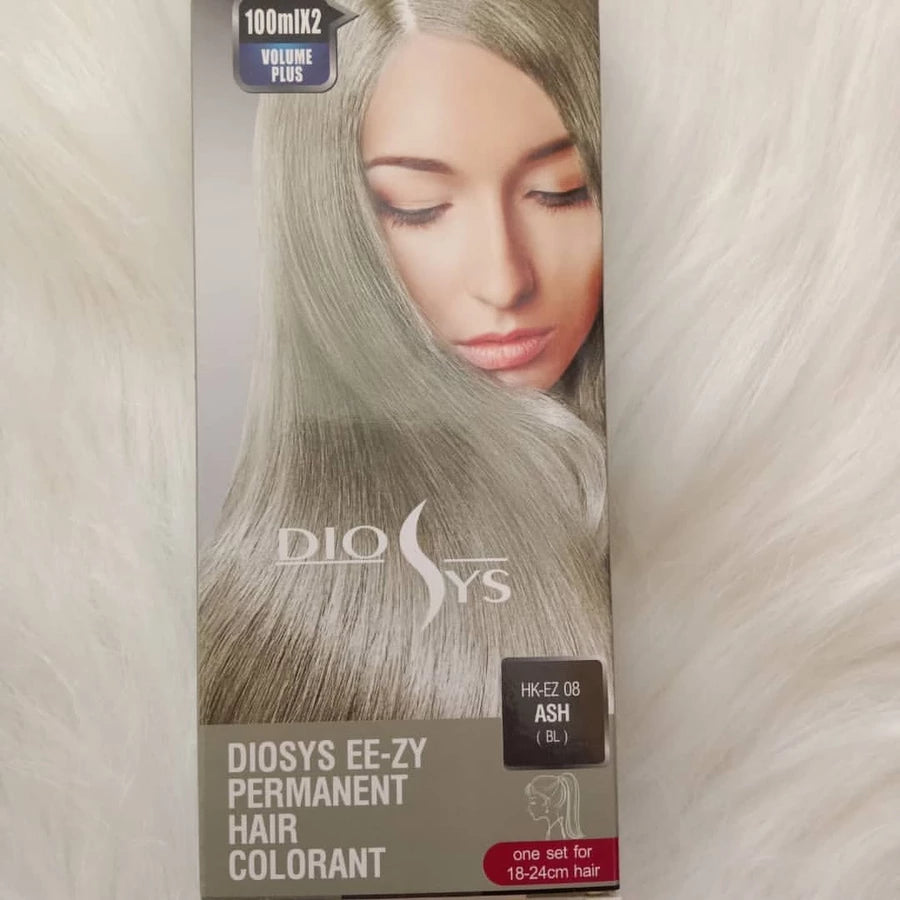 100mlX2
VOLUME
PLUS
DIOSYS
HK-EZ 08
ASH
( BL )
DIOSYS EE-ZY
PERMANENT
HAIR
COLORANT
one set for
18-24cm hair